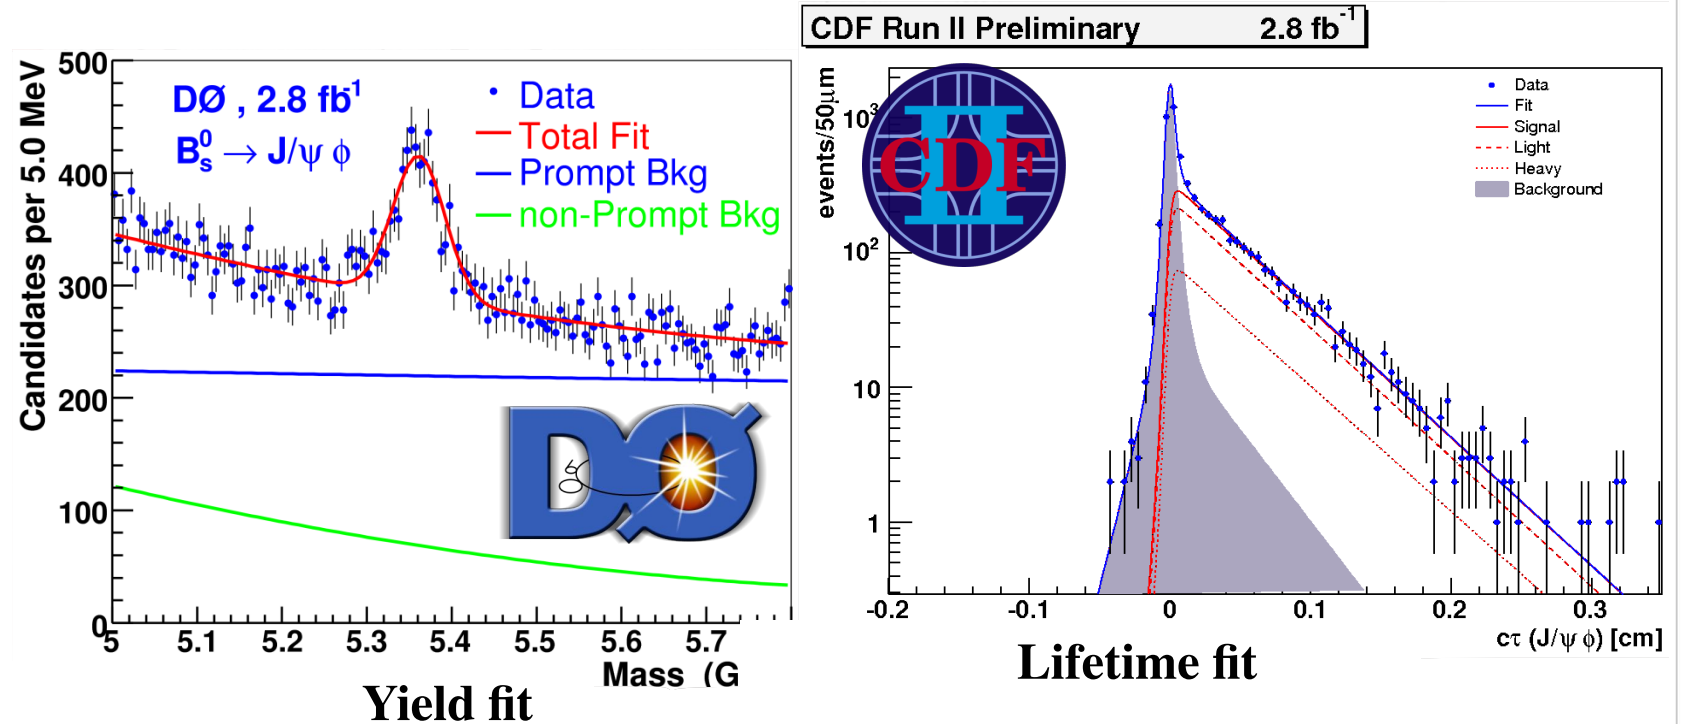 500
400
300
200
100
0
Candidates per 5.0 MeV
DØ , 2.8 fb-1
B0s → J/ψ ϕ
Data
Total Fit
Prompt Bkg
non-Prompt Bkg
DØ
5 5.1 5.2 5.3 5.4 5.5 5.6 5.7
Mass (G
Yield fit
CDF Run II Preliminary 2.8 fb-1
events/50μm
10³
10²
10
1
II
CDF
Data
Fit
Signal
Light
Heavy
Background
-0.2 -0.1 0 0.1 0.2 0.3
cτ (J/ψ ϕ) [cm]
Lifetime fit